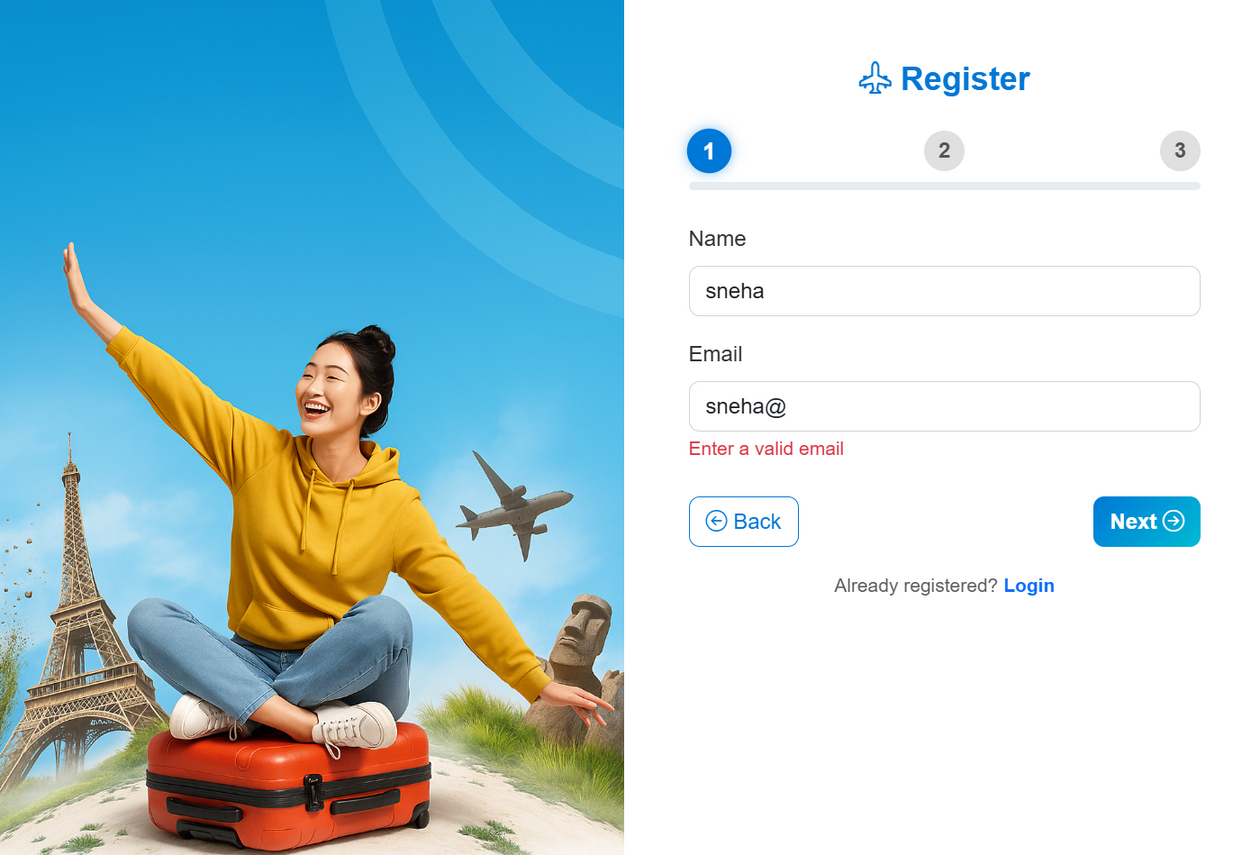 Register
1 2 3
Name
sneha
Email
sneha@
Enter a valid email
Back Next
Already registered? Login